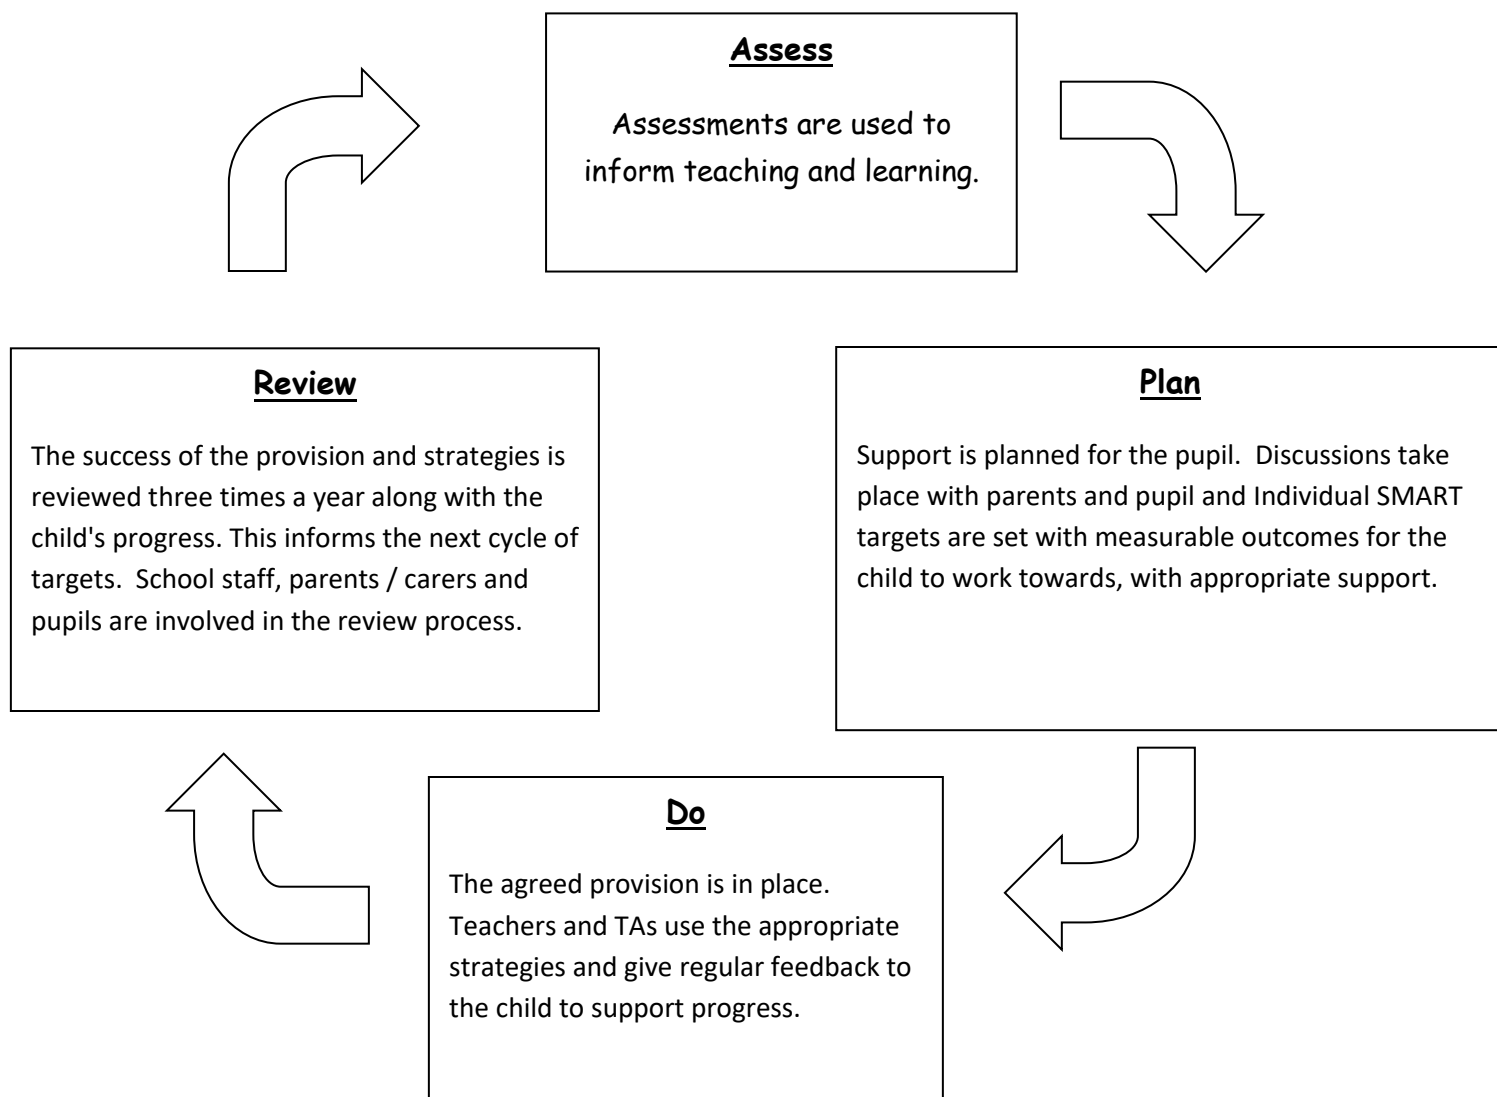 Assess
Assessments are used to
inform teaching and learning.
Plan
Support is planned for the pupil.  Discussions take
place with parents and pupil and Individual SMART
targets are set with measurable outcomes for the
child to work towards, with appropriate support.
Do
The agreed provision is in place.
Teachers and TAs use the appropriate
strategies and give regular feedback to
the child to support progress.
Review
The success of the provision and strategies is
reviewed three times a year along with the
child's progress. This informs the next cycle of
targets.  School staff, parents / carers and
pupils are involved in the review process.